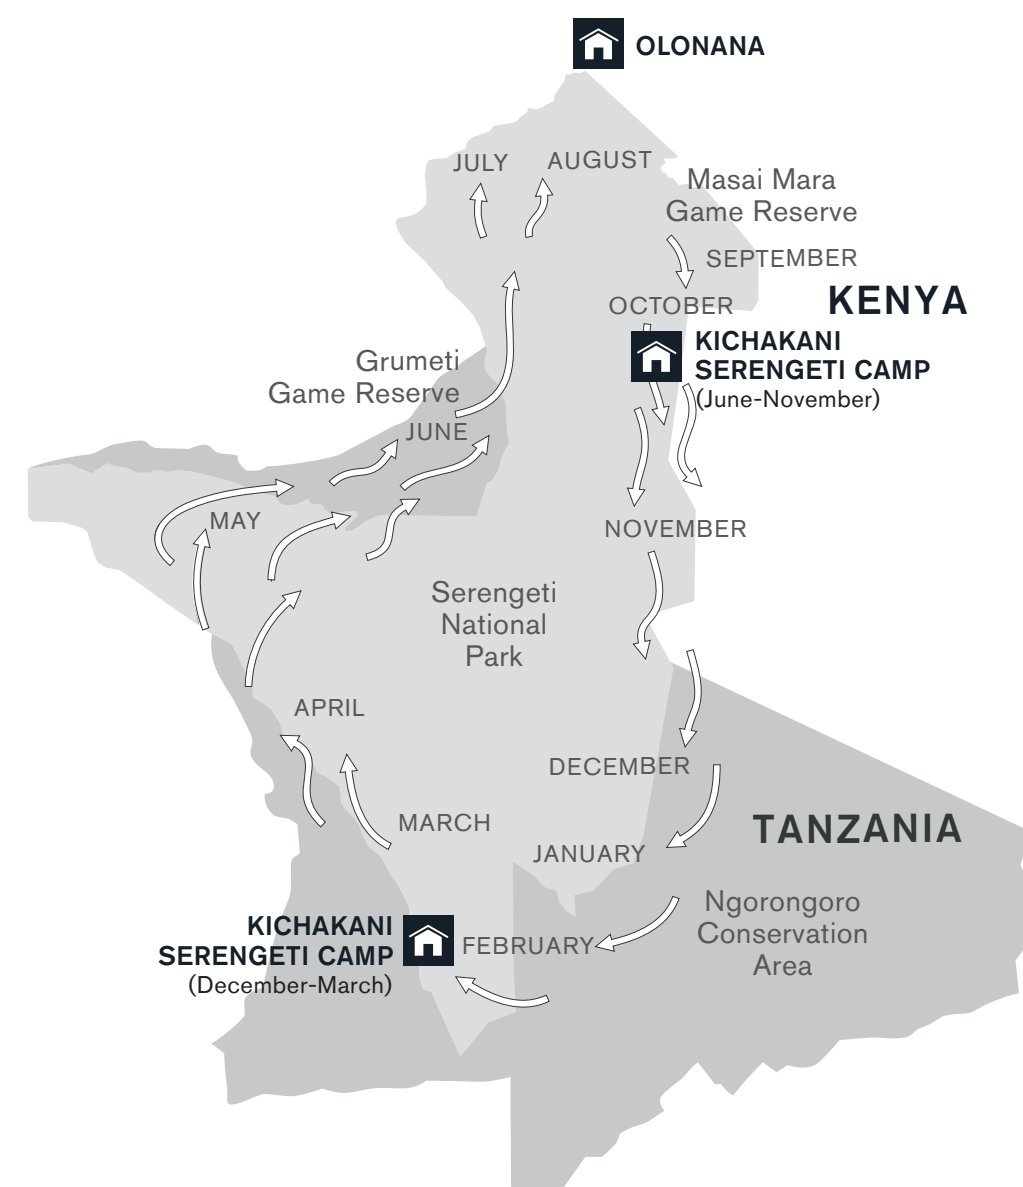 OLONANA
JULY
AUGUST
Masai Mara
Game Reserve
SEPTEMBER
KENYA
OCTOBER
KICHAKANI
SERENGETI CAMP
(June-November)
Grumeti
Game Reserve
JUNE
MAY
NOVEMBER
Serengeti
National
Park
APRIL
DECEMBER
MARCH
TANZANIA
JANUARY
Ngorongoro
Conservation
Area
KICHAKANI
SERENGETI CAMP
(December-March)
FEBRUARY